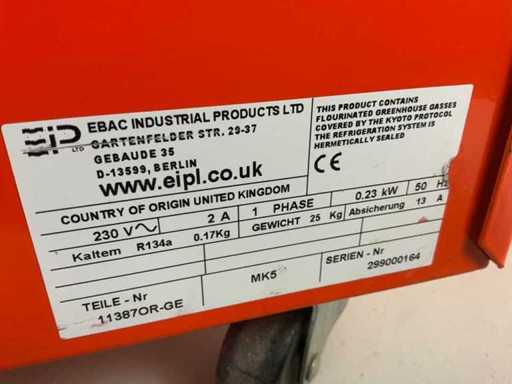 EIP LTD
EBAC INDUSTRIAL PRODUCTS LTD
GARTENFELDER STR. 29-37
GEBAUDE 35
D-13599, BERLIN
www.eipl.co.uk
THIS PRODUCT CONTAINS
FLOURINATED GREENHOUSE GASSES
COVERED BY THE KYOTO PROTOCOL
THE REFRIGERATION SYSTEM IS
HERMETICALLY SEALED
CE
COUNTRY OF ORIGIN UNITED KINGDOM
230 V 2 A 1 PHASE 0.23 kW 50 Hz
Kaltem R134a 0.17Kg GEWICHT 25 Kg Absicherung 13 A
TEILE - Nr MK5 SERIEN - Nr
11387OR-GE 299000164